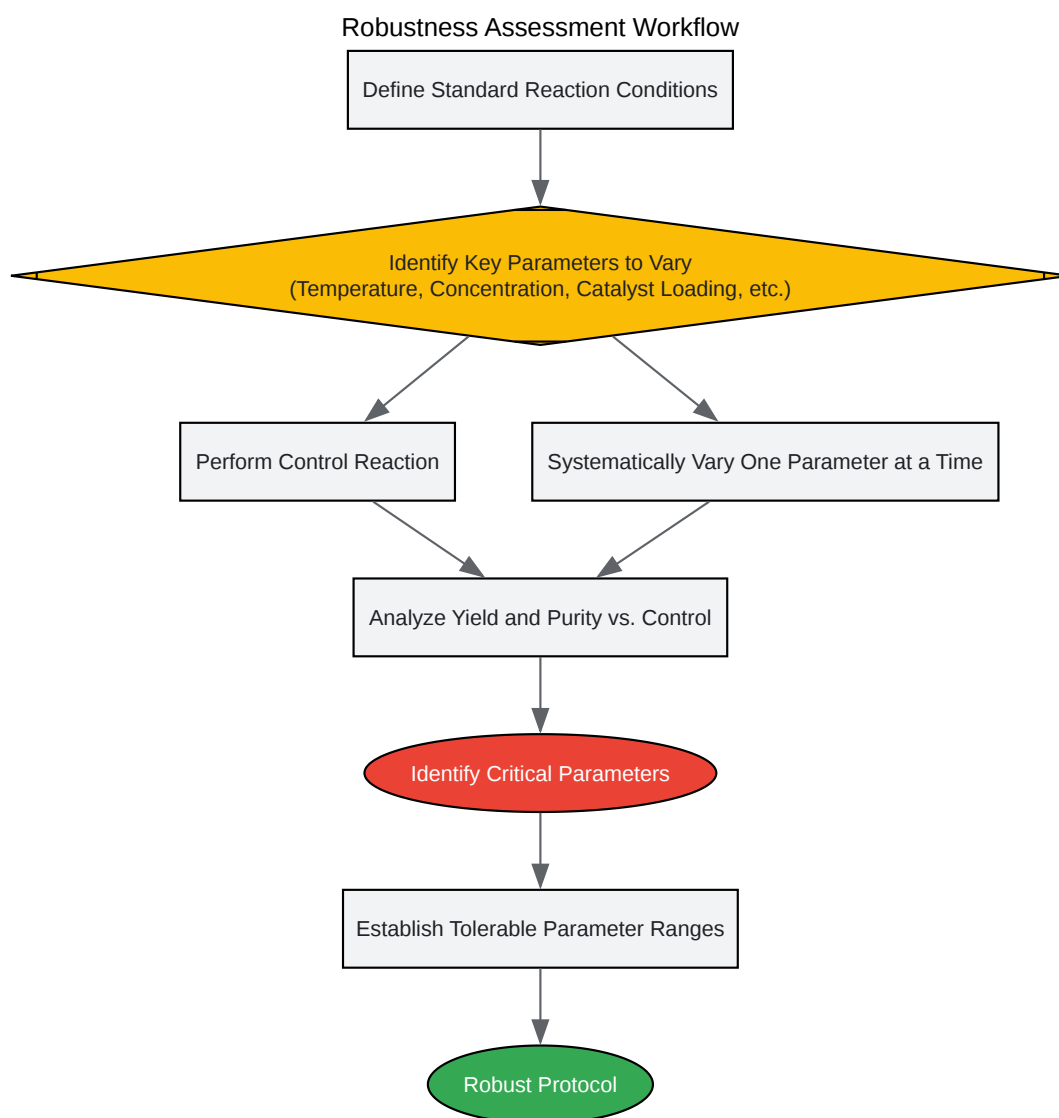 Robustness Assessment Workflow
Define Standard Reaction Conditions
Identify Key Parameters to Vary
(Temperature, Concentration, Catalyst Loading, etc.)
Perform Control Reaction
Systematically Vary One Parameter at a Time
Analyze Yield and Purity vs. Control
Identify Critical Parameters
Establish Tolerable Parameter Ranges
Robust Protocol